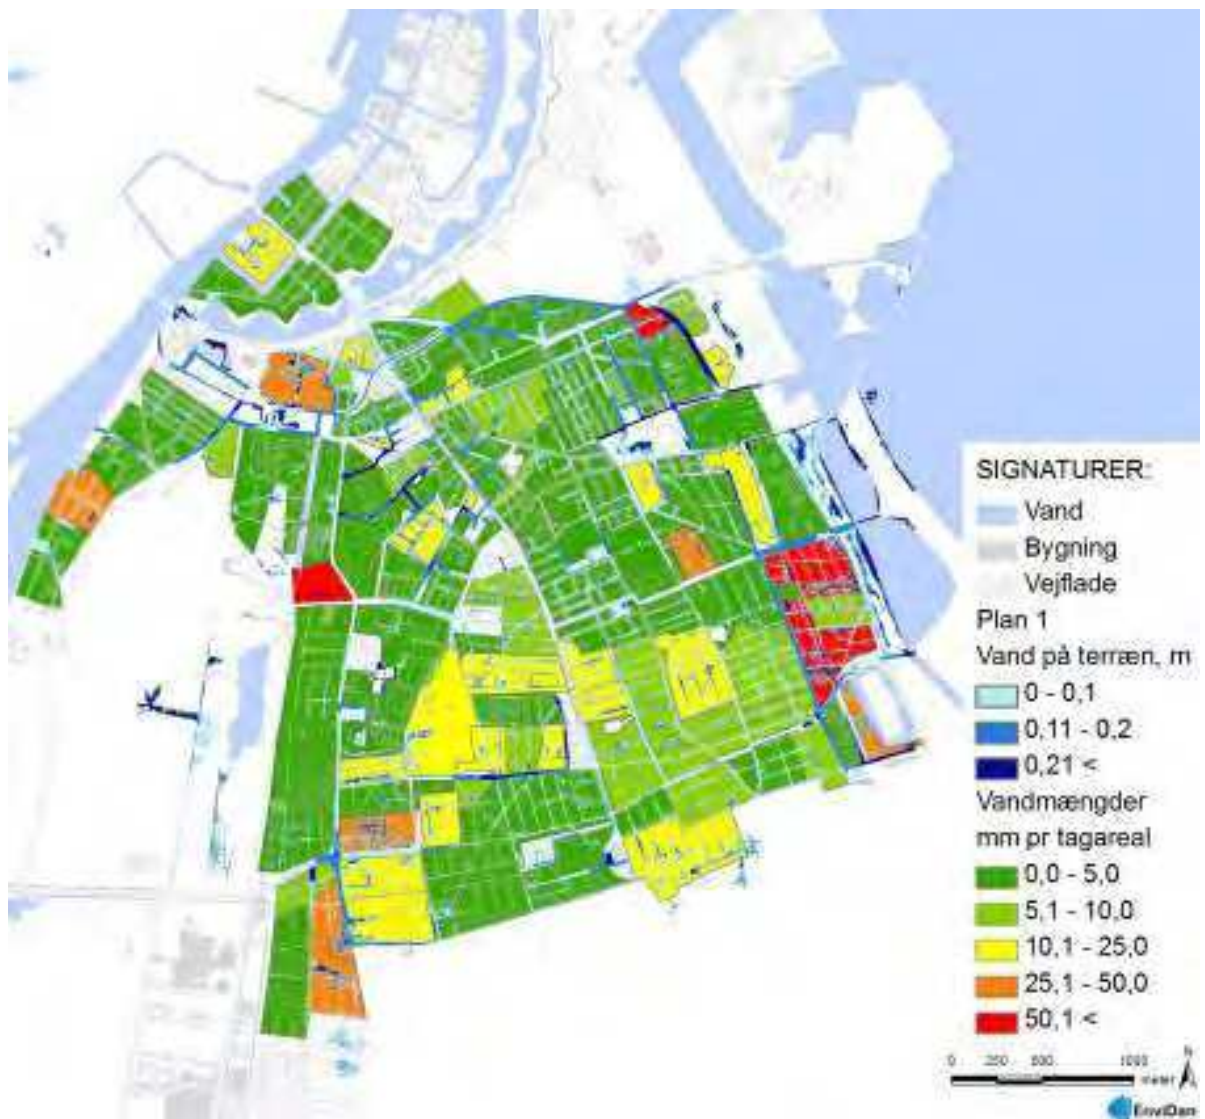 SIGNATURER:
Vand
Bygning
Vejflade
Plan 1
Vand på terræn, m
0 - 0,1
0.11 - 0.2
0,21 <
Vandmængder
mm pr tagareal
0,0 - 5,0
5,1 - 10,0
10,1 - 25,0
25,1 - 50,0
50,1 <
0 250 500 1000
meter
N
EnviDan